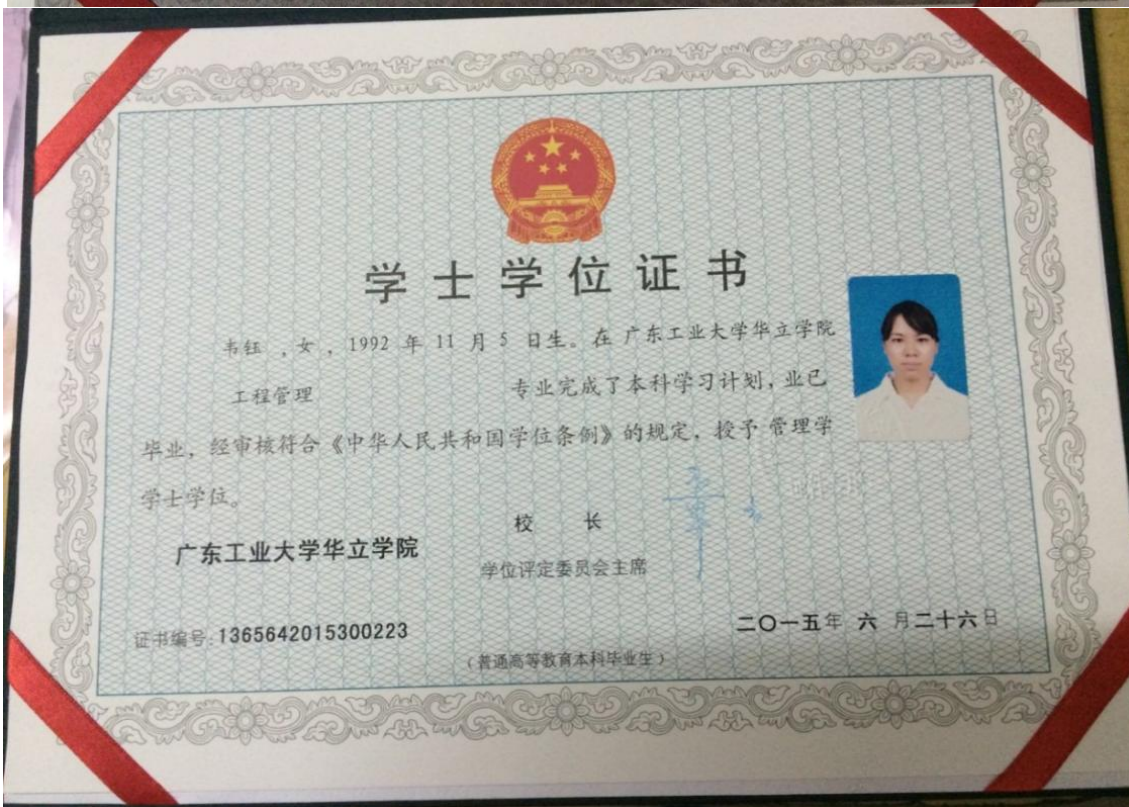 学士学位证书
韦钰 ,女 , 1992 年 11 月 5 日生。在 广东工业大学华立学院
工程管理 专业完成了本科学习计划, 业已
毕业, 经审核符合《中华人民共和国学位条例》的规定, 授予 管理学
学士学位。
校 长
广东工业大学华立学院
学位评定委员会主席
证书编号:1365642015300223
二〇一五年 六 月二十六日
(普通高等教育本科毕业生)